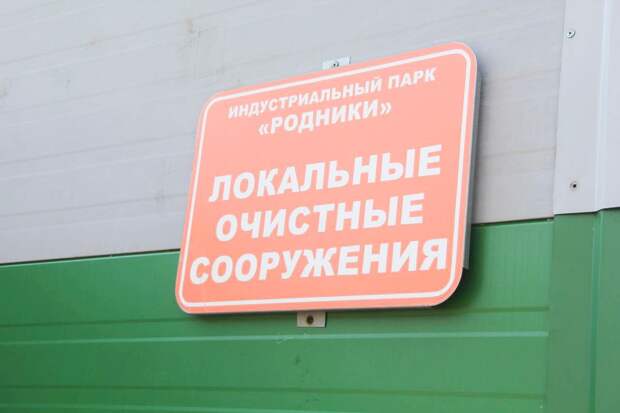 ИНДУСТРИАЛЬНЫЙ ПАРК
«РОДНИКИ»
ЛОКАЛЬНЫЕ
ОЧИСТНЫЕ
СООРУЖЕНИЯ